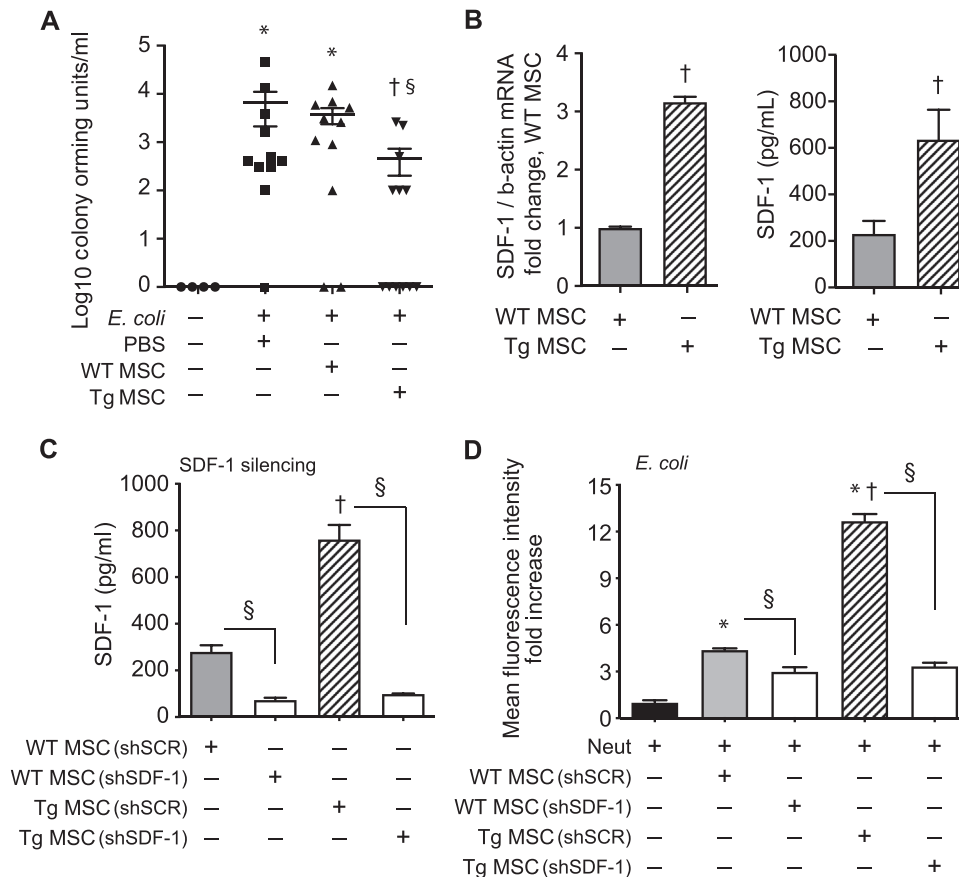 A
Log10 colony orming units/ml
5
4
3
2
1
0
* * † §
E. coli – + + +
PBS – + – –
WT MSC – – + –
Tg MSC – – – +
B
SDF-1 / b-actin mRNA
fold change, WT MSC
4
3
2
1
0
†
WT MSC + –
Tg MSC – +
SDF-1 (pg/mL)
1000
800
600
400
200
0
†
WT MSC + –
Tg MSC – +
C
SDF-1 silencing
SDF-1 (pg/ml)
1000
800
600
400
200
0
§ † §
WT MSC (shSCR) + – – –
WT MSC (shSDF-1) – + – –
Tg MSC (shSCR) – – + –
Tg MSC (shSDF-1) – – – +
D
E. coli
Mean fluorescence intensity
fold increase
15
12
9
6
3
0
* § * † §
Neut + + + + +
WT MSC (shSCR) – + – – –
WT MSC (shSDF-1) – – + – –
Tg MSC (shSCR) – – – + –
Tg MSC (shSDF-1) – – – – +